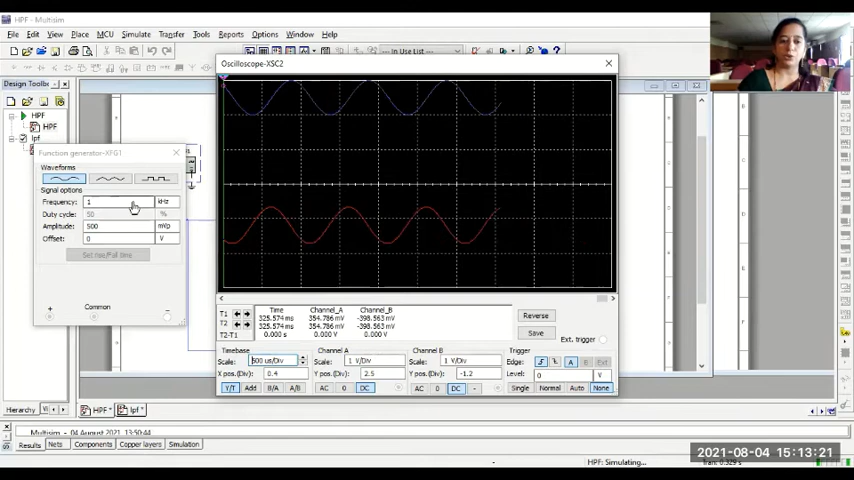 HPF - Multisim
File Edit View Place MCU Simulate Transfer Tools Reports Options Window Help
--- In Use List ---
Design Toolbo
HPF
HPF
lpf
Oscilloscope-XSC2
Function generator-XFG1
Waveforms
Signal options
Frequency: 1 kHz
Duty cycle: 50 %
Amplitude: 500 mVp
Offset: 0 V
Set rise/Fall time
+ Common -
Time Channel_A Channel_B
T1 325.574 ms 354.786 mV -398.563 mV
T2 325.574 ms 354.786 mV -398.563 mV
T2-T1 0.000 s 0.000 V 0.000 V
Reverse
Save
Ext. trigger
Timebase Channel A Channel B Trigger
Scale: 500 us/Div Scale: 1 V/Div Scale: 1 V/Div Edge: A B Ext
X pos.(Div): 0.4 Y pos.(Div): 2.5 Y pos.(Div): -1.2 Level: 0 V
Y/T Add B/A A/B AC 0 DC AC 0 DC - Single Normal Auto None
Hierarchy Vi HPF * lpf *
Multisim - 04 August 2021, 13:50:44
Results Nets Components Copper layers Simulation
2021-08-04 15:13:21
HPF: Simulating... Tran: 0.329 s